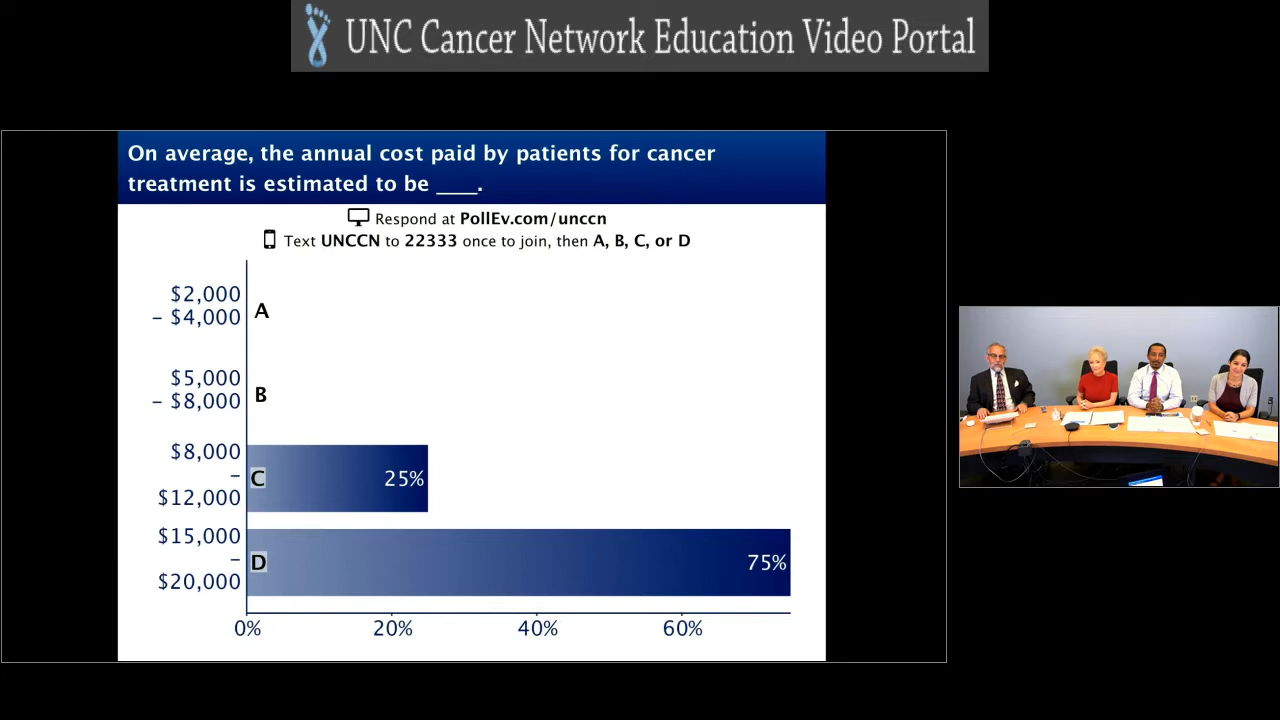 UNC Cancer Network Education Video Portal
On average, the annual cost paid by patients for cancer
treatment is estimated to be ____.
Respond at PollEv.com/unccn
Text UNCCN to 22333 once to join, then A, B, C, or D
$2,000
– $4,000
A
$5,000
– $8,000
B
$8,000
–
$12,000
C
25%
$15,000
–
$20,000
D
75%
0%
20%
40%
60%